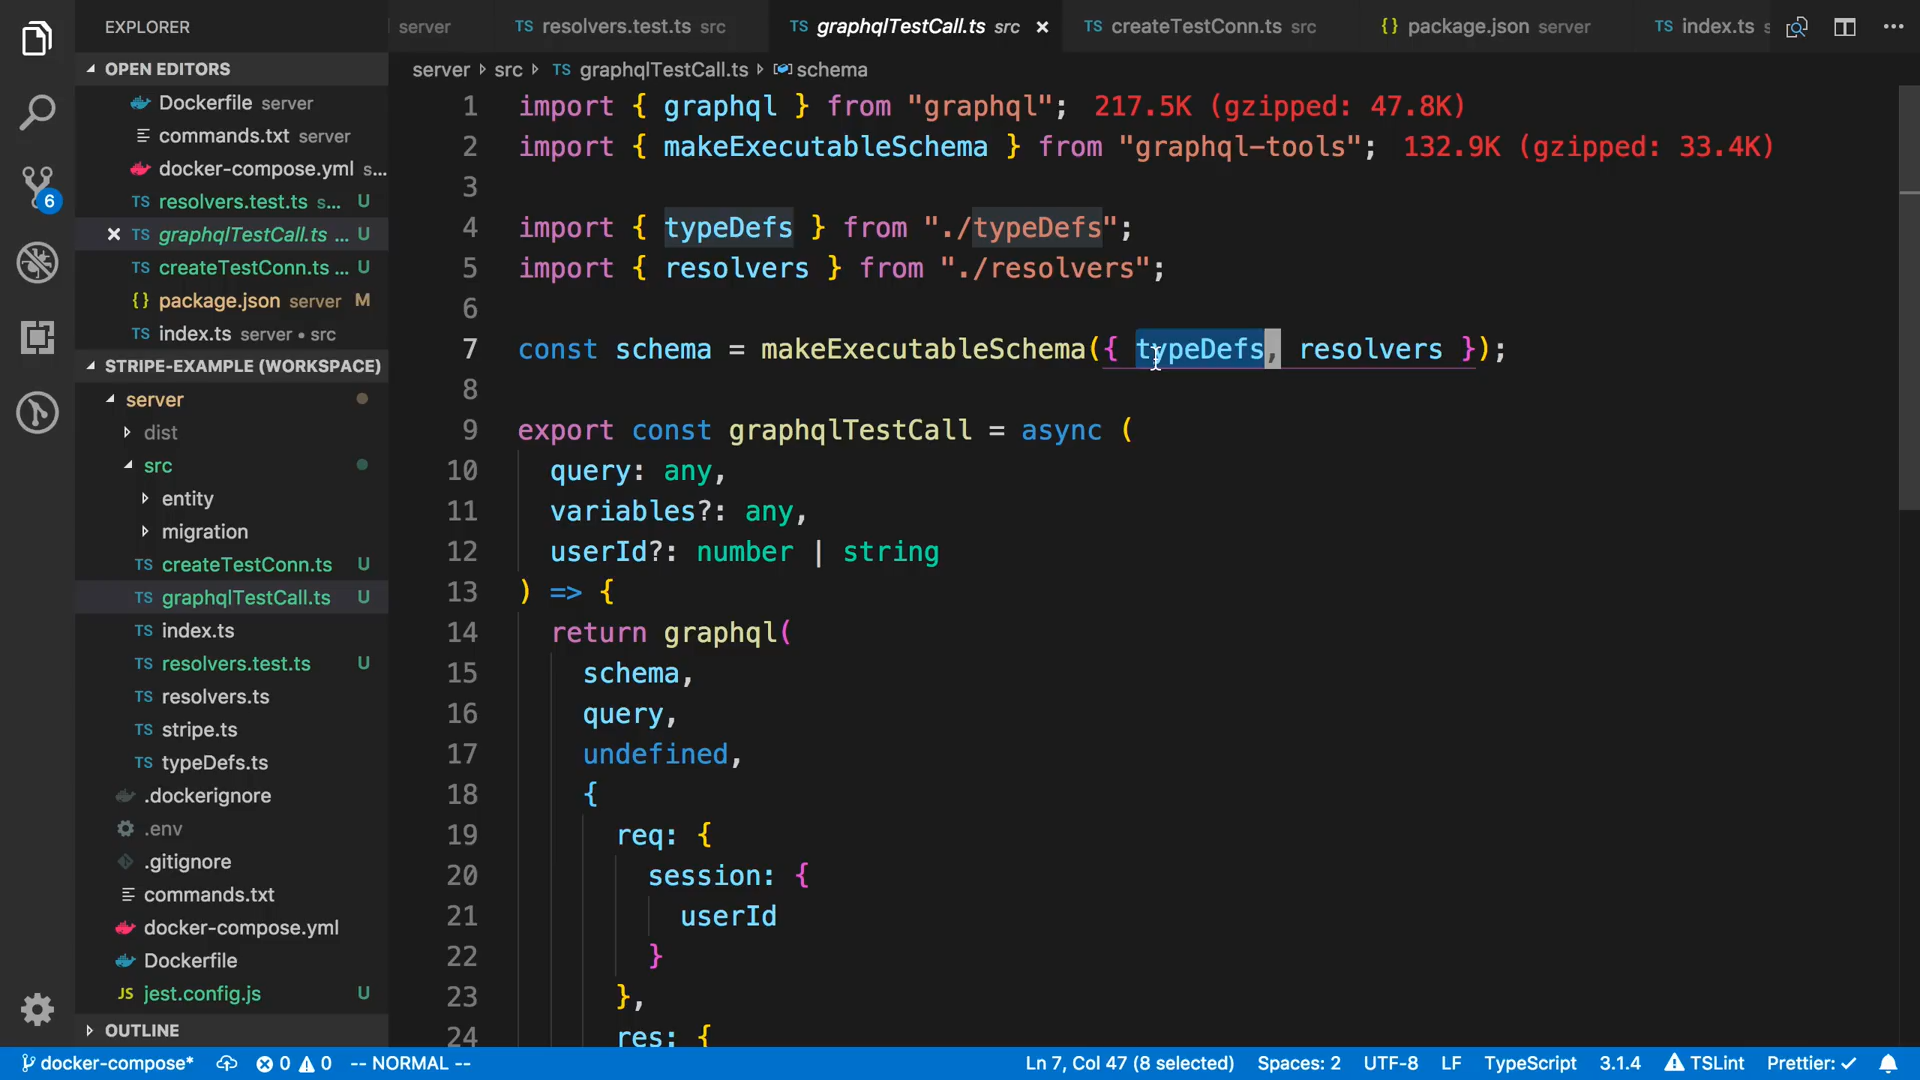 EXPLORER
server
TS resolvers.test.ts src
TS graphqlTestCall.ts src
TS createTestConn.ts src
{} package.json server
TS index.ts s
OPEN EDITORS
Dockerfile server
commands.txt server
docker-compose.yml s...
TS resolvers.test.ts s... U
TS graphqlTestCall.ts ... U
TS createTestConn.ts ... U
{} package.json server M
index.ts server • src
STRIPE-EXAMPLE (WORKSPACE)
server
dist
src
entity
migration
TS createTestConn.ts U
TS graphqlTestCall.ts U
TS index.ts
TS resolvers.test.ts U
TS resolvers.ts
TS stripe.ts
TS typeDefs.ts
.dockerignore
.env
.gitignore
commands.txt
docker-compose.yml
Dockerfile
JS jest.config.js U
OUTLINE
6
server src TS graphqlTestCall.ts schema
1 import { graphql } from "graphql"; 217.5K (gzipped: 47.8K)
2 import { makeExecutableSchema } from "graphql-tools"; 132.9K (gzipped: 33.4K)
3
4 import { typeDefs } from "./typeDefs";
5 import { resolvers } from "./resolvers";
6
7 const schema = makeExecutableSchema({ typeDefs, resolvers });
8
9 export const graphqlTestCall = async (
10 query: any,
11 variables?: any,
12 userId?: number | string
13 ) => {
14 return graphql(
15 schema,
16 query,
17 undefined,
18 {
19 req: {
20 session: {
21 userId
22 }
23 },
24 res: {
docker-compose* 0 0 -- NORMAL -- Ln 7, Col 47 (8 selected) Spaces: 2 UTF-8 LF TypeScript 3.1.4 TSLint Prettier: ✓